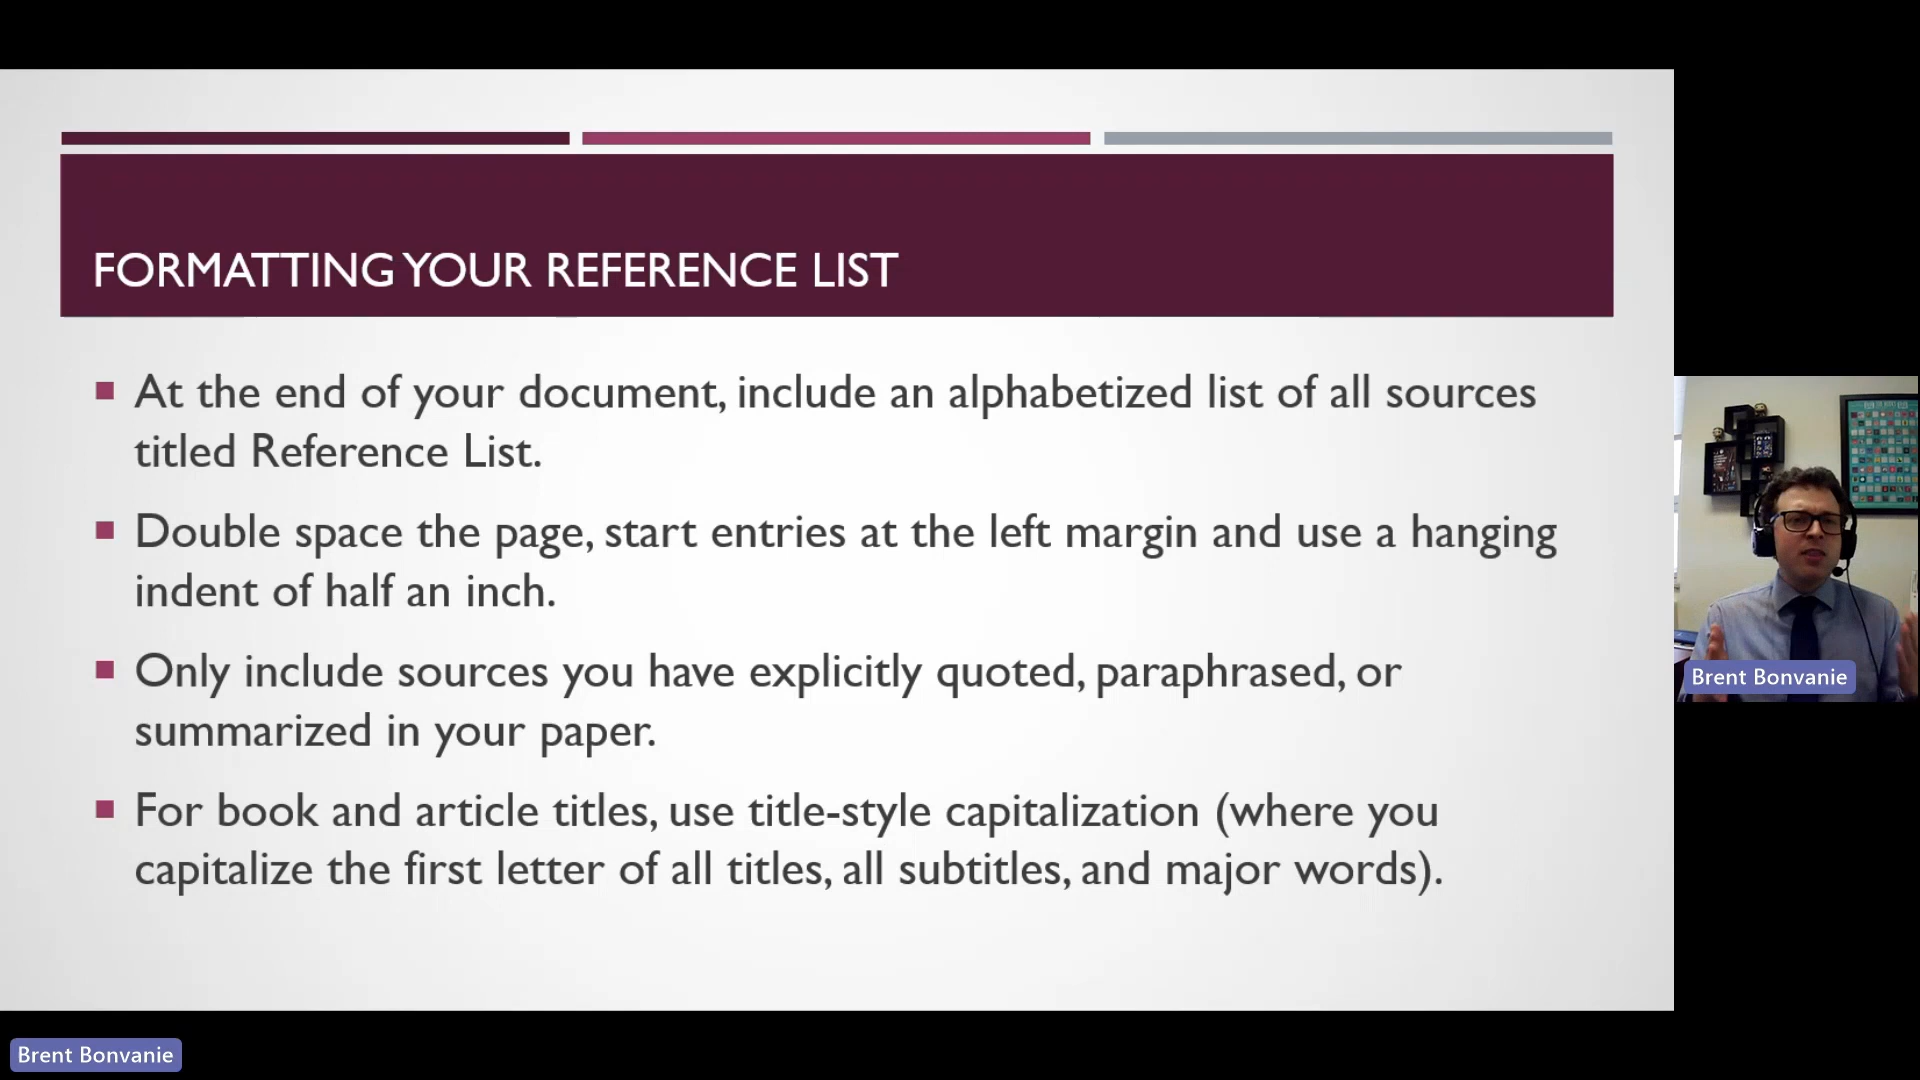 FORMATTING YOUR REFERENCE LIST
At the end of your document, include an alphabetized list of all sources
titled Reference List.
Double space the page, start entries at the left margin and use a hanging
indent of half an inch.
Only include sources you have explicitly quoted, paraphrased, or
summarized in your paper.
For book and article titles, use title-style capitalization (where you
capitalize the first letter of all titles, all subtitles, and major words).
Brent Bonvanie
Brent Bonvanie